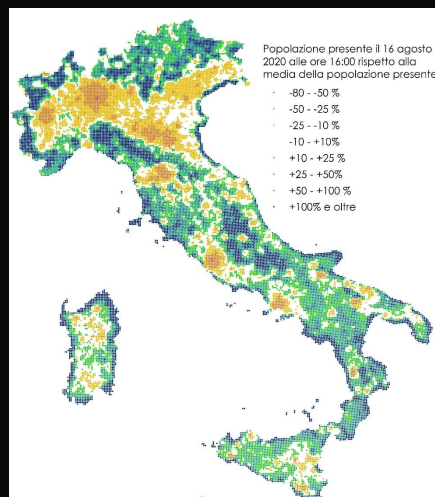 Popolazione presente il 16 agosto
2020 alle ore 16:00 rispetto alla
media della popolazione presente
-80 - -50 %
-50 - -25 %
-25 - -10 %
-10 - +10%
+10 - +25 %
+25 - +50%
+50 - +100 %
+100% e oltre